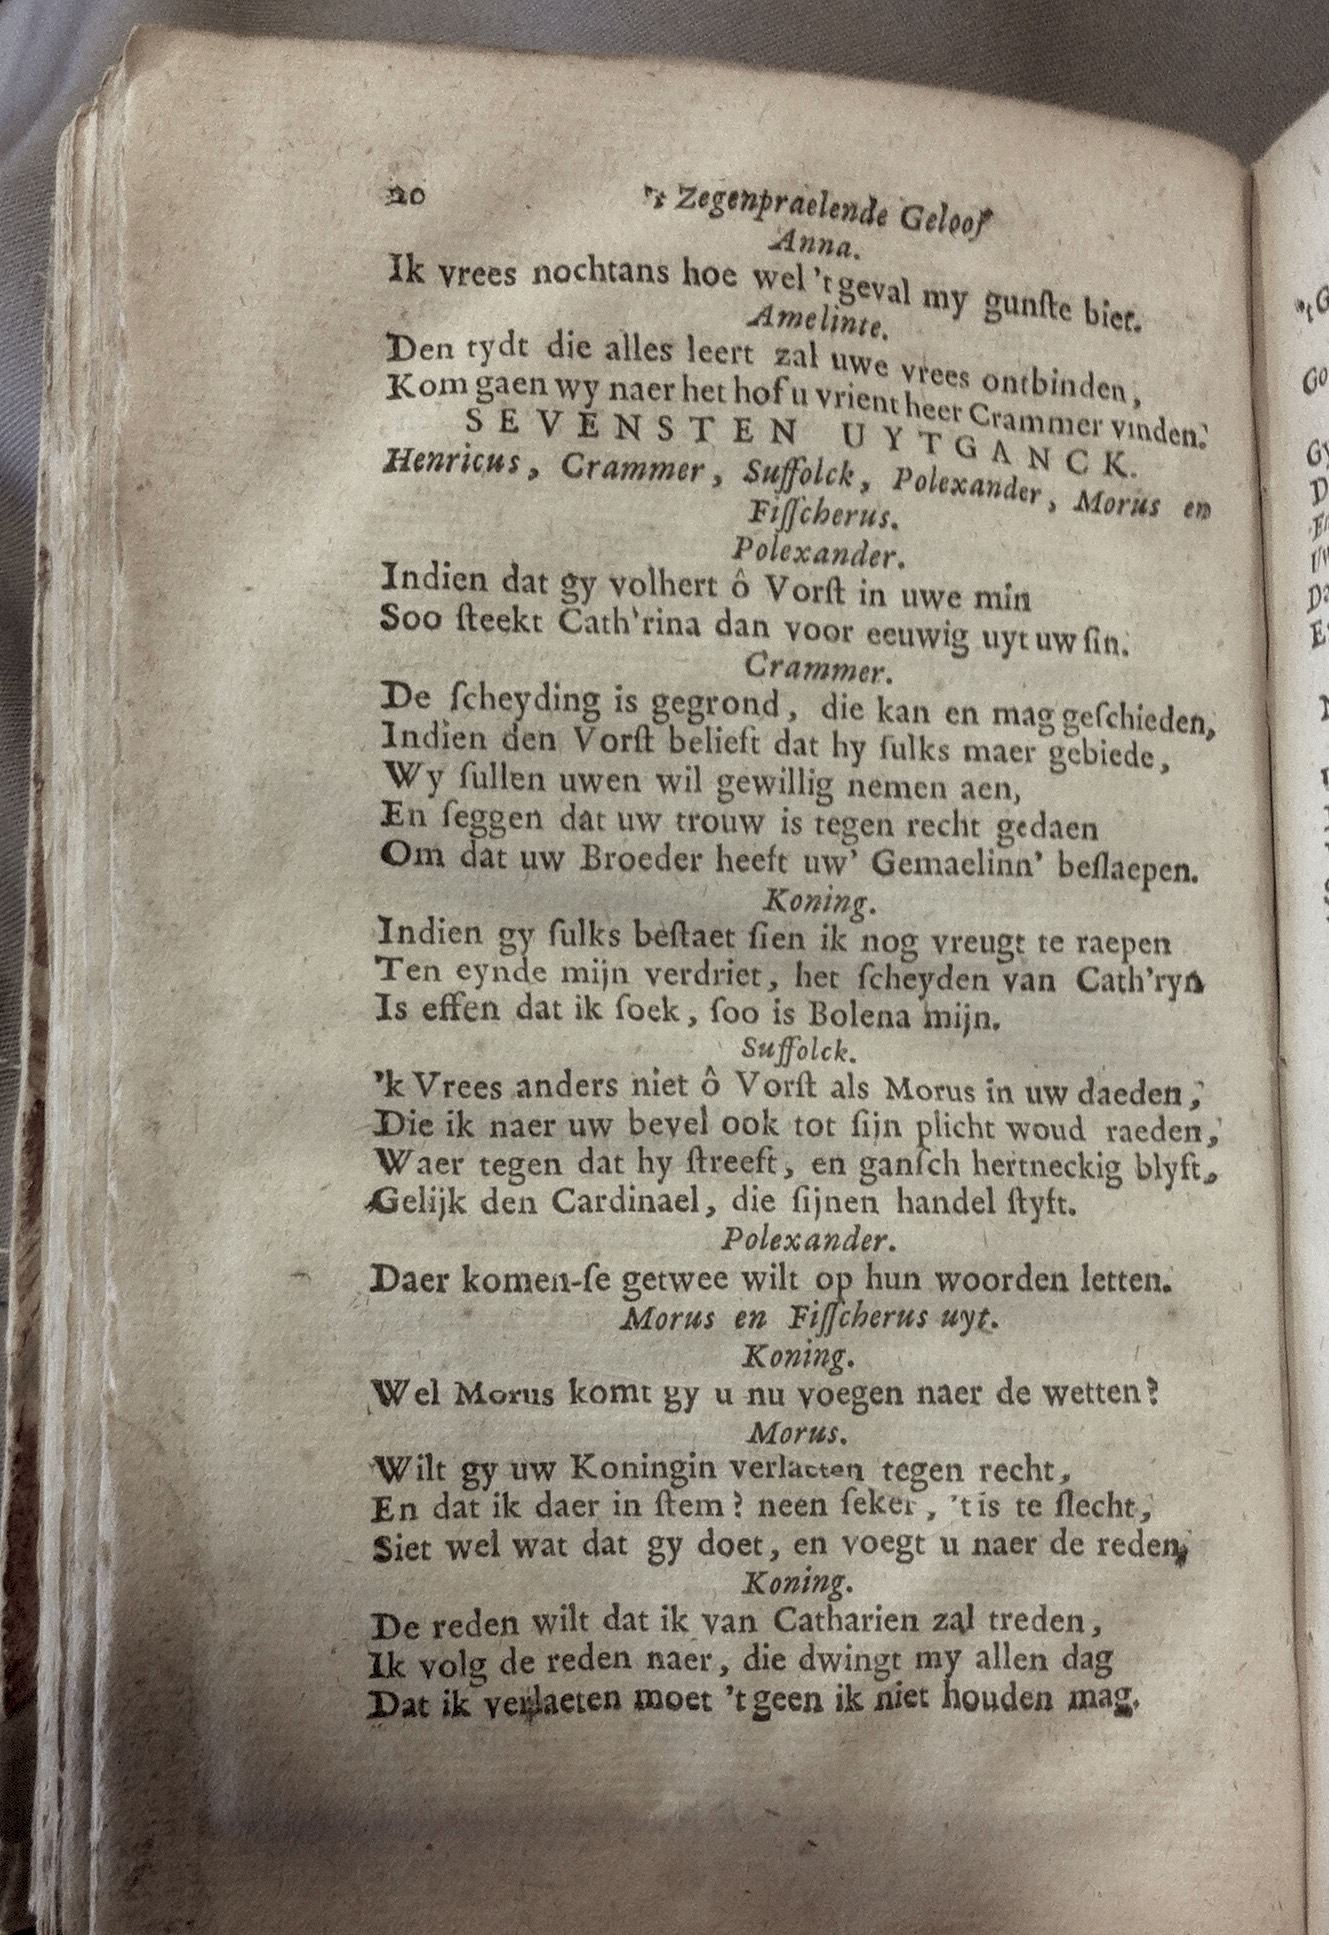 20 't Zegenpraelende Geloof
Anna.
Ik vrees nochtans hoe wel 't geval my gunſte biet.
Amelinte.
Den tydt die alles leert zal uwe vrees ontbinden,
Kom gaen wy naer het hof u vrient heer Crammer vinden.
SEVENSTEN UYTGANCK.
Henricus, Crammer, Suffolck, Polexander, Morus en
Fiſſcherus.
Polexander.
Indien dat gy volhert ô Vorſt in uwe min
Soo ſteekt Cath'rina dan voor eeuwig uyt uw ſin.
Crammer.
De ſcheyding is gegrond, die kan en mag geſchieden,
Indien den Vorſt belieft dat hy ſulks maer gebiede,
Wy ſullen uwen wil gewillig nemen aen,
En ſeggen dat uw trouw is tegen recht gedaen
Om dat uw Broeder heeft uw' Gemaelinn' beſlaepen.
Koning.
Indien gy ſulks beſtaet ſien ik nog vreugt te raepen
Ten eynde mijn verdriet, het ſcheyden van Cath'ryn
Is effen dat ik ſoek, ſoo is Bolena mijn.
Suffolck.
'k Vrees anders niet ô Vorſt als Morus in uw daeden,
Die ik naer uw bevel ook tot ſijn plicht woud raeden,
Waer tegen dat hy ſtreeft, en ganſch hertneckig blyft,
Gelijk den Cardinael, die ſijnen handel ſtyft.
Polexander.
Daer komen-ſe getwee wilt op hun woorden letten.
Morus en Fiſſcherus uyt.
Koning.
Wel Morus komt gy u nu voegen naer de wetten?
Morus.
Wilt gy uw Koningin verlaeten tegen recht,
En dat ik daer in ſtem? neen ſeker, 't is te ſlecht,
Siet wel wat dat gy doet, en voegt u naer de reden,
Koning.
De reden wilt dat ik van Catharien zal treden,
Ik volg de reden naer, die dwingt my allen dag
Dat ik verlaeten moet 't geen ik niet houden mag.